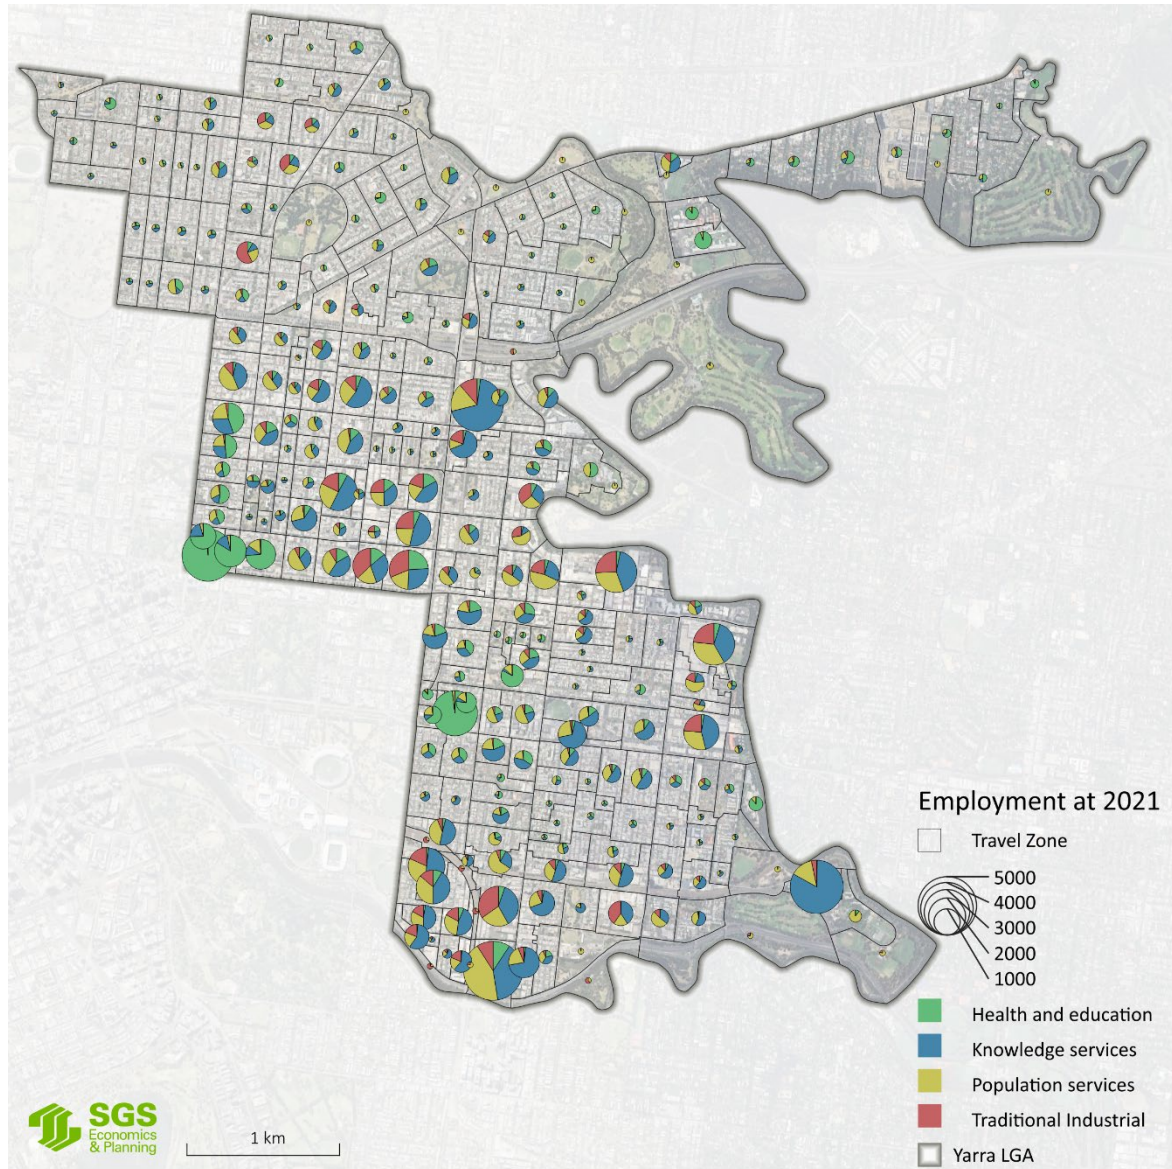 Employment at 2021
Travel Zone
5000
4000
3000
2000
1000
Health and education
Knowledge services
Population services
Traditional Industrial
Yarra LGA
SGS
Economics
& Planning
1 km